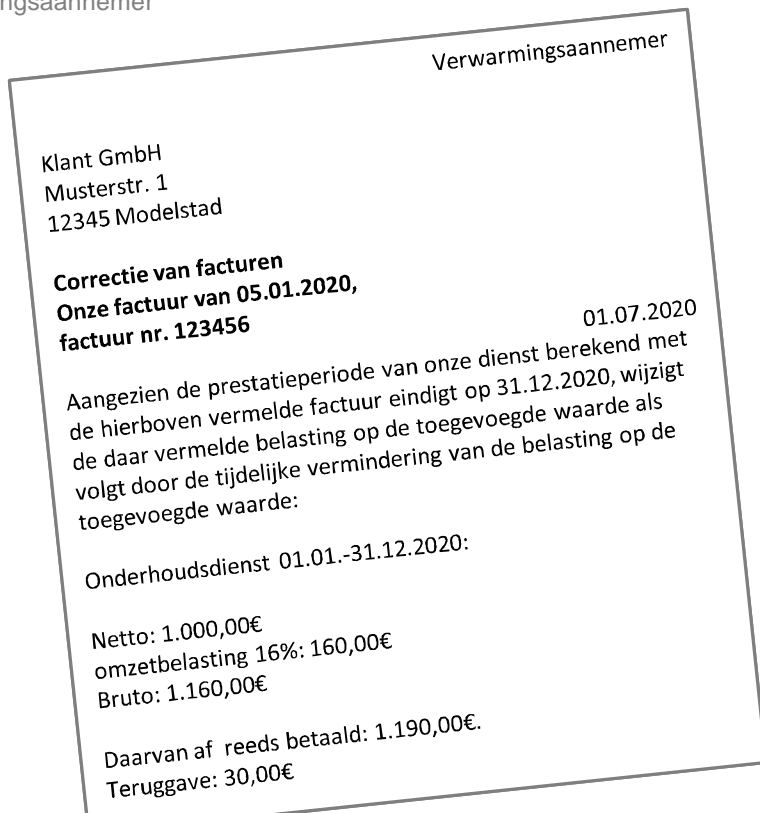 ingsaannemer
Verwarmingsaannemer
Klant GmbH
Musterstr. 1
12345 Modelstad
Correctie van facturen
Onze factuur van 05.01.2020,
factuur nr. 123456
01.07.2020
Aangezien de prestatieperiode van onze dienst berekend met
de hierboven vermelde factuur eindigt op 31.12.2020, wijzigt
de daar vermelde belasting op de toegevoegde waarde als
volgt door de tijdelijke vermindering van de belasting op de
toegevoegde waarde:
Onderhoudsdienst 01.01.-31.12.2020:
Netto: 1.000,00€
omzetbelasting 16%: 160,00€
Bruto: 1.160,00€
Daarvan af reeds betaald: 1.190,00€.
Teruggave: 30,00€